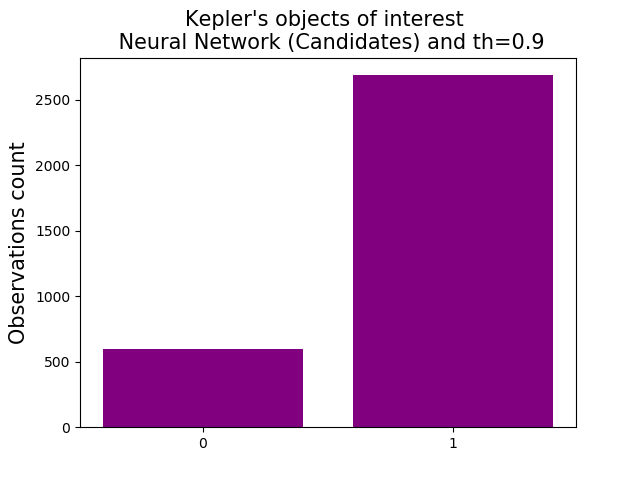 Kepler's objects of interest
Neural Network (Candidates) and th=0.9
Observations count
2500
2000
1500
1000
500
0
0 1